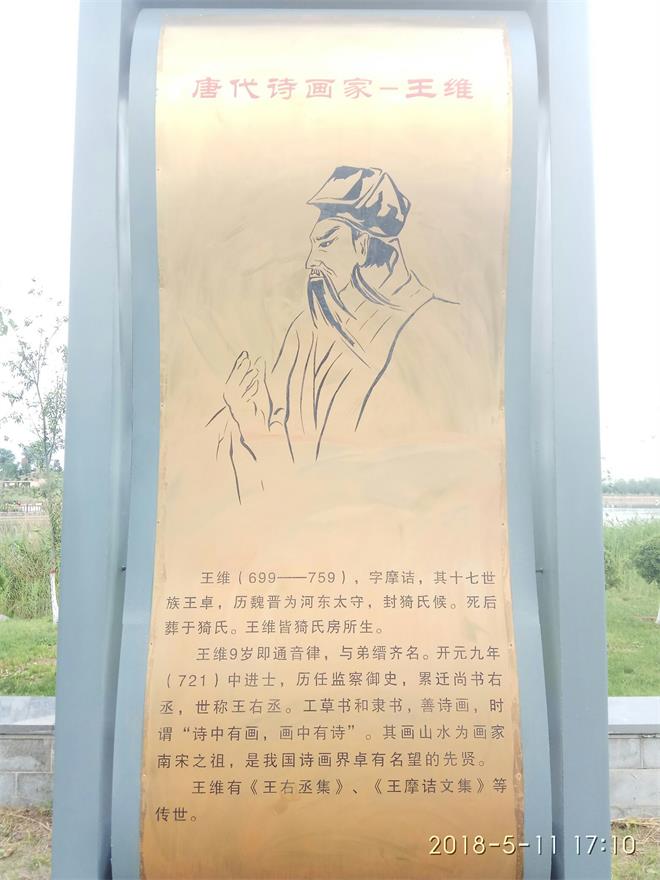 唐代诗画家-王维
王维（699——759），字摩诘，其十七世
族王卓，历魏晋为河东太守，封猗氏候。死后
葬于猗氏。王维皆猗氏房所生。
王维9岁即通音律，与弟缙齐名。开元九年
（721）中进士，历任监察御史，累迁尚书右
丞，世称王右丞。工草书和隶书，善诗画，时
谓“诗中有画，画中有诗”。其画山水为画家
南宋之祖，是我国诗画界卓有名望的先贤。
王维有《王右丞集》、《王摩诘文集》等
传世。
2018-5-11 17:10